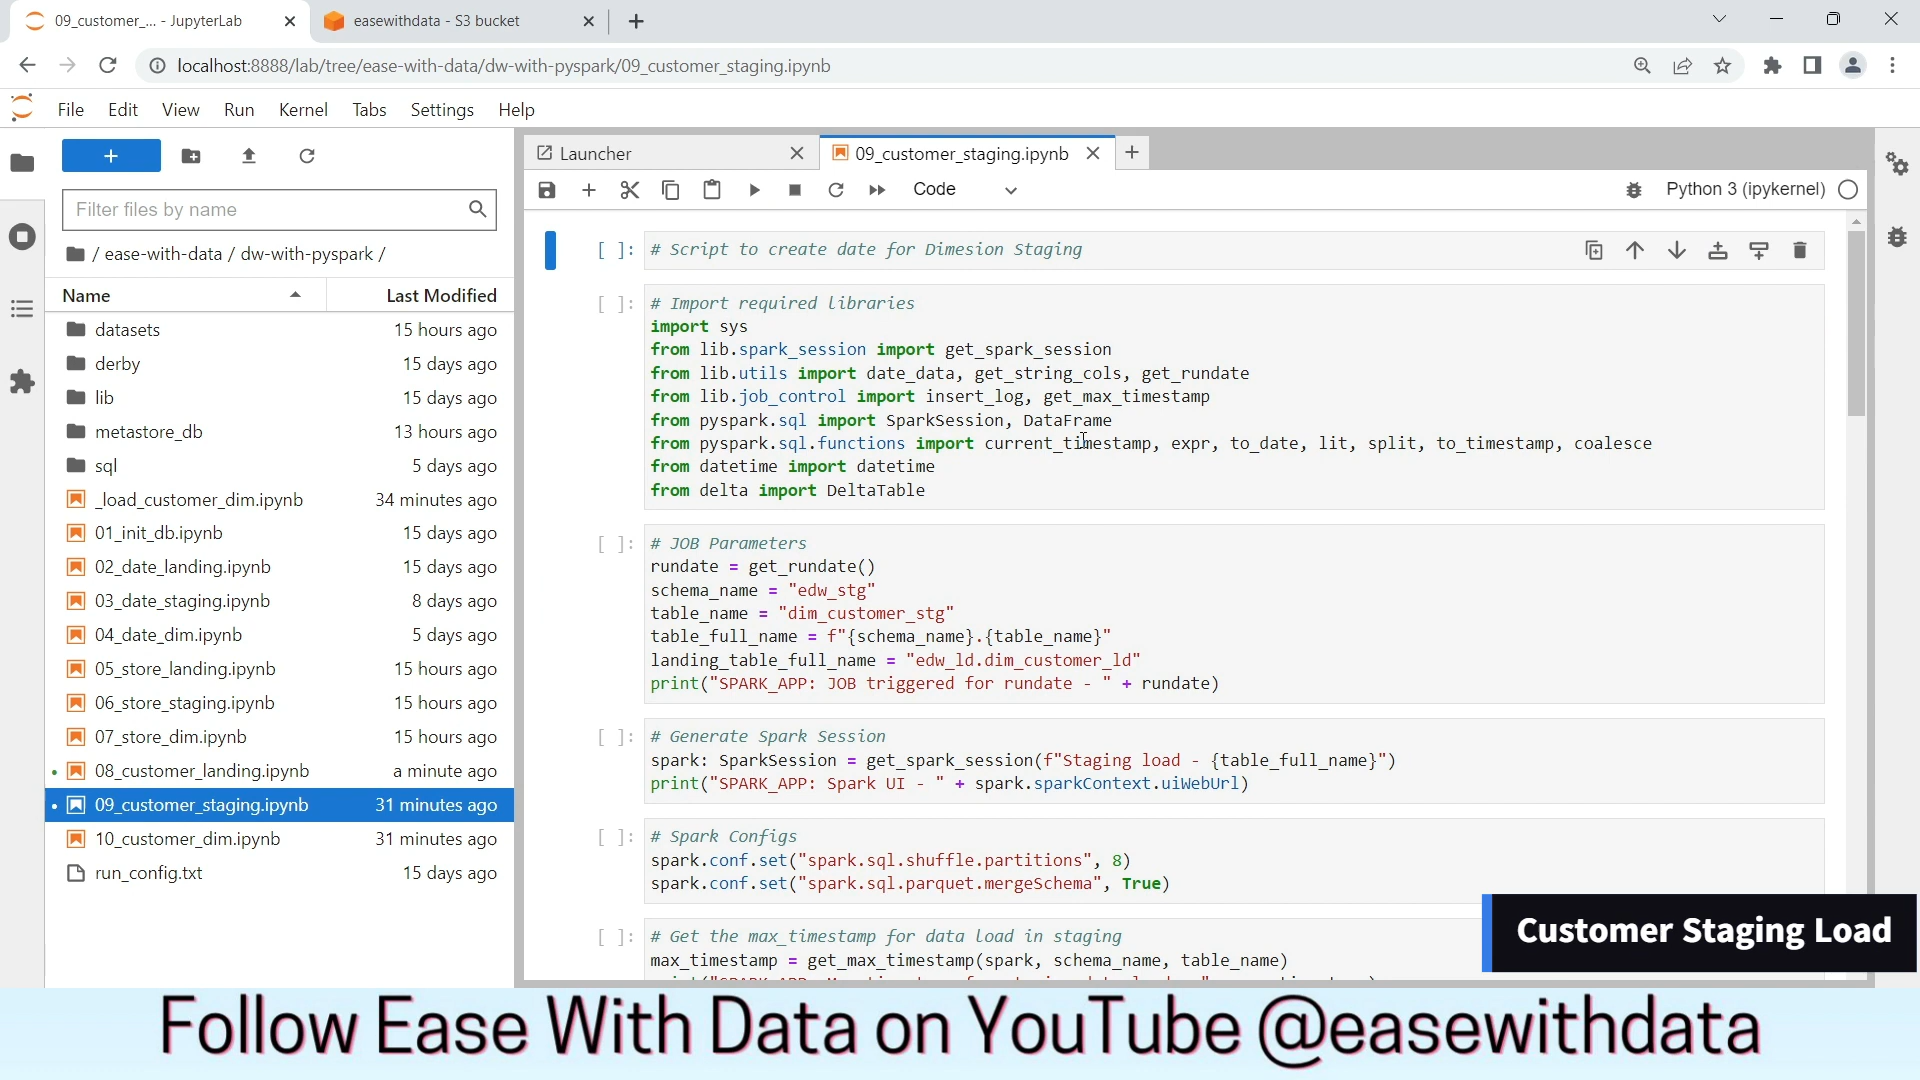 09_customer_... - JupyterLab
easewithdata - S3 bucket
localhost:8888/lab/tree/ease-with-data/dw-with-pyspark/09_customer_staging.ipynb
File Edit View Run Kernel Tabs Settings Help
Launcher
09_customer_staging.ipynb
Code
Python 3 (ipykernel)
Filter files by name
/ ease-with-data / dw-with-pyspark /
Name Last Modified
datasets 15 hours ago
derby 15 days ago
lib 15 days ago
metastore_db 13 hours ago
sql 5 days ago
_load_customer_dim.ipynb 34 minutes ago
01_init_db.ipynb 15 days ago
02_date_landing.ipynb 15 days ago
03_date_staging.ipynb 8 days ago
04_date_dim.ipynb 5 days ago
05_store_landing.ipynb 15 hours ago
06_store_staging.ipynb 15 hours ago
07_store_dim.ipynb 15 hours ago
08_customer_landing.ipynb a minute ago
09_customer_staging.ipynb 31 minutes ago
10_customer_dim.ipynb 31 minutes ago
run_config.txt 15 days ago
[ ]: # Script to create date for Dimesion Staging
[ ]: # Import required libraries
import sys
from lib.spark_session import get_spark_session
from lib.utils import date_data, get_string_cols, get_rundate
from lib.job_control import insert_log, get_max_timestamp
from pyspark.sql import SparkSession, DataFrame
from pyspark.sql.functions import current_timestamp, expr, to_date, lit, split, to_timestamp, coalesce
from datetime import datetime
from delta import DeltaTable
[ ]: # JOB Parameters
rundate = get_rundate()
schema_name = "edw_stg"
table_name = "dim_customer_stg"
table_full_name = f"{schema_name}.{table_name}"
landing_table_full_name = "edw_ld.dim_customer_ld"
print("SPARK_APP: JOB triggered for rundate - " + rundate)
[ ]: # Generate Spark Session
spark: SparkSession = get_spark_session(f"Staging load - {table_full_name}")
print("SPARK_APP: Spark UI - " + spark.sparkContext.uiWebUrl)
[ ]: # Spark Configs
spark.conf.set("spark.sql.shuffle.partitions", 8)
spark.conf.set("spark.sql.parquet.mergeSchema", True)
[ ]: # Get the max_timestamp for data load in staging
max_timestamp = get_max_timestamp(spark, schema_name, table_name)
Customer Staging Load
Follow Ease With Data on YouTube @easewithdata